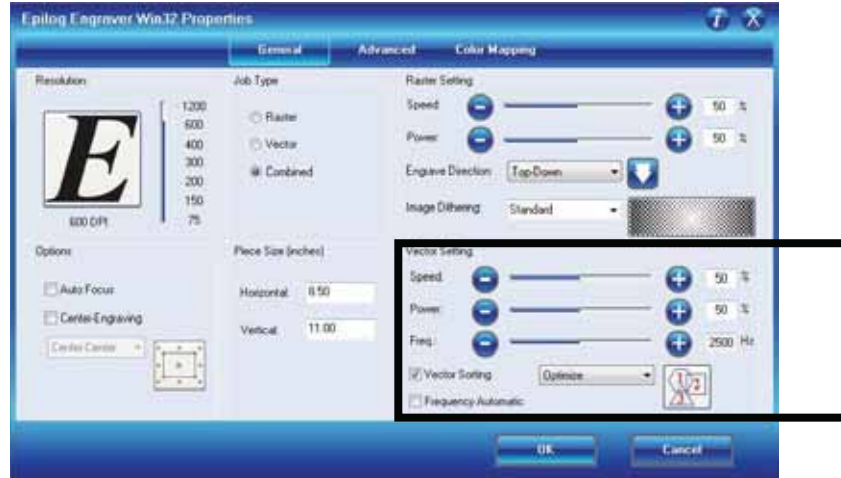 Epilog Engraver Win32 Properties
General Advanced Color Mapping
Resolution
1200
600
400
300
200
150
75
E
600 DPI
Job Type
Raster
Vector
Combined
Raster Setting
Speed: 50 %
Power: 50 %
Engrave Direction: Top-Down
Image Dithering: Standard
Options
Auto Focus
Center-Engraving
Center-Center
Piece Size (inches)
Horizontal: 8.50
Vertical: 11.00
Vector Setting
Speed: 50 %
Power: 50 %
Freq.: 2500 Hz
Vector Sorting Optimize
1 2
3
Frequency Automatic
OK Cancel